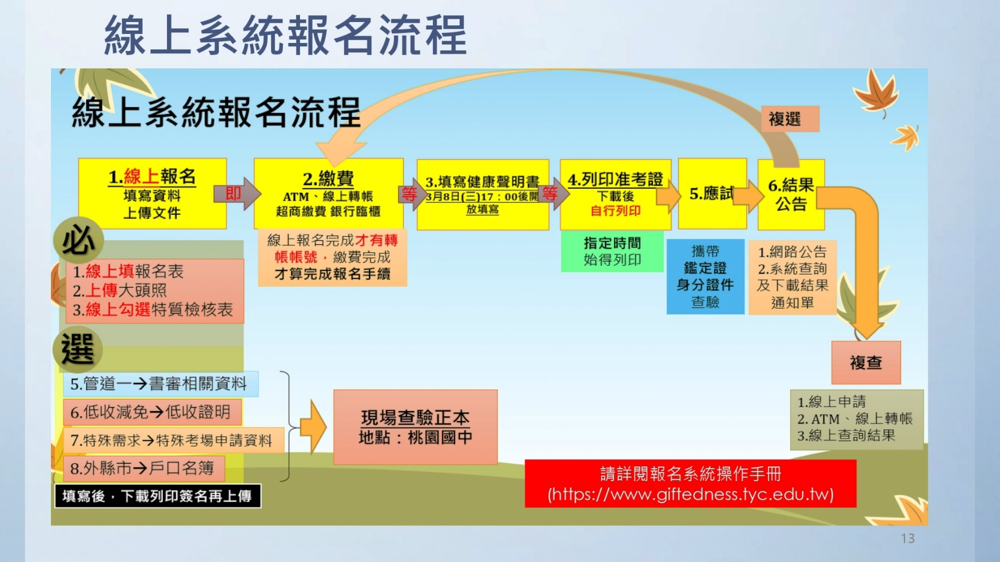 線上系統報名流程
線上系統報名流程
複選
1.線上報名
填寫資料
上傳文件
即
2.繳費
ATM、線上轉帳
超商繳費 銀行臨櫃
等
3.填寫健康聲明書
3月8日(三)17：00後開
放填寫
等
4.列印准考證
下載後
自行列印
5.應試
6.結果
公告
必
1.線上填報名表
2.上傳大頭照
3.線上勾選特質檢核表
線上報名完成才有轉
帳帳號，繳費完成
才算完成報名手續
指定時間
始得列印
攜帶
鑑定證
身分證件
查驗
1.網路公告
2.系統查詢
及下載結果
通知單
選
5.管道一→書審相關資料
6.低收減免→低收證明
7.特殊需求→特殊考場申請資料
8.外縣市→戶口名簿
填寫後，下載列印簽名再上傳
現場查驗正本
地點：桃園國中
複查
1.線上申請
2. ATM、線上轉帳
3.線上查詢結果
請詳閱報名系統操作手冊
(https://www.giftedness.tyc.edu.tw)
13